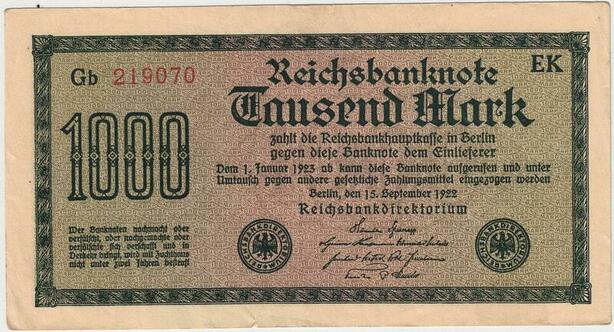 Gb 219070
EK
Reichsbanknote
Tausend Mark
1000
zahlt die Reichsbankhauptkasse in Berlin
gegen diese Banknote dem Einlieferer
Vom 1. Januar 1923 ab kann diese Banknote aufgerufen und unter
Umtausch gegen andere gesetzliche Zahlungsmittel eingezogen werden
Berlin, den 15. September 1922
Reichsbankdirektorium
Wer Banknoten nachmacht oder
verfälscht, oder nachgemachte oder
verfälschte sich verschafft und in
Verkehr bringt, wird mit Zuchthaus
nicht unter zwei Jahren bestraft
REICHSBANKDIREKTORIUM
REICHSBANKDIREKTORIUM